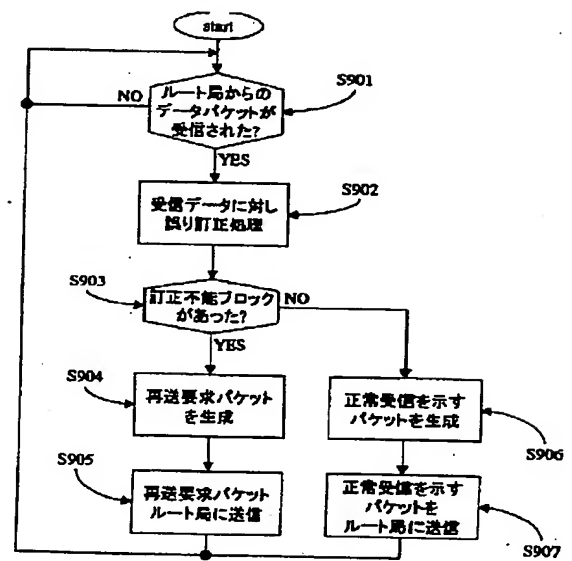 start
ルート局からの
データパケットが
受信された?
NO
S901
YES
受信データに対し
誤り訂正処理
S902
S903
訂正不能ブロック
があった?
NO
YES
S904
再送要求パケット
を生成
正常受信を示す
パケットを生成
S906
S905
再送要求パケット
ルート局に送信
正常受信を示す
パケットを
ルート局に送信
S907